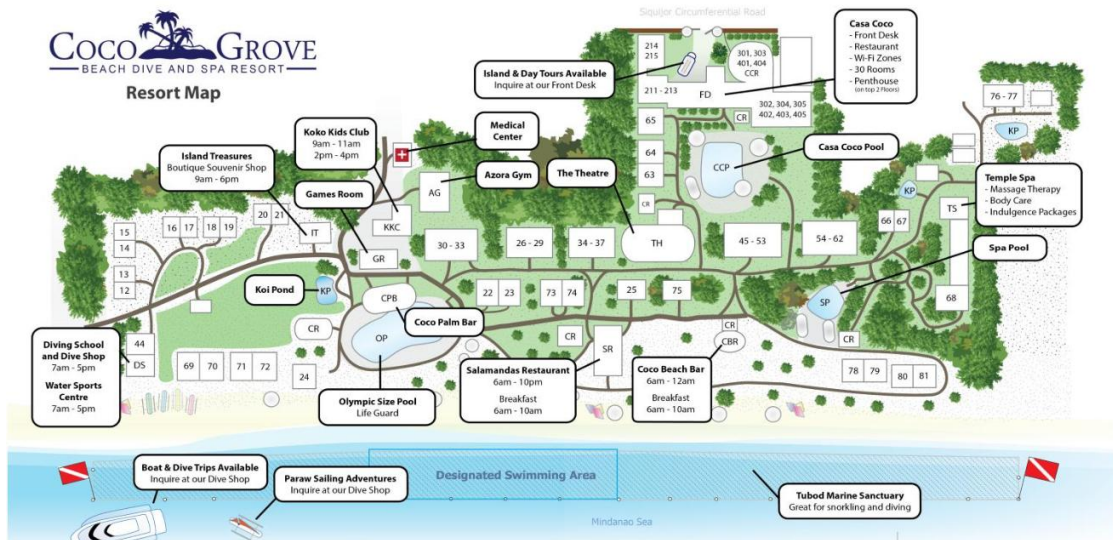 COCO GROVE
BEACH DIVE AND SPA RESORT
Resort Map
Siquijor Circumferential Road
Casa Coco
- Front Desk
- Restaurant
- Wi-Fi Zones
- 30 Rooms
- Penthouse
(on top 2 Floors)
Island & Day Tours Available
Inquire at our Front Desk
214
215
301, 303
401, 404
CCR
211 - 213
FD
302, 304, 305
402, 403, 405
CR
76 - 77
KP
65
64
63
CR
CCP
Casa Coco Pool
Medical
Center
Koko Kids Club
9am - 11am
2pm - 4pm
Island Treasures
Boutique Souvenir Shop
9am - 6pm
Azora Gym
The Theatre
Games Room
Temple Spa
- Massage Therapy
- Body Care
- Indulgence Packages
Spa Pool
AG
KKC
GR
IT
KP
TS
66
67
15
14
13
12
16
17
18
19
20
21
30 - 33
26 - 29
34 - 37
TH
45 - 53
54 - 62
68
Koi Pond
KP
CPB
Coco Palm Bar
22
23
73
74
25
75
SP
CR
OP
CR
CR
SR
CR
CBR
44
DS
Diving School
and Dive Shop
7am - 5pm
Water Sports
Centre
7am - 5pm
69
70
71
72
24
78
79
80
81
Olympic Size Pool
Life Guard
Salamandas Restaurant
6am - 10pm
Breakfast
6am - 10am
Coco Beach Bar
6am - 12am
Breakfast
6am - 10am
Boat & Dive Trips Available
Inquire at our Dive Shop
Paraw Sailing Adventures
Inquire at our Dive Shop
Designated Swimming Area
Tubod Marine Sanctuary
Great for snorkling and diving
Mindanao Sea